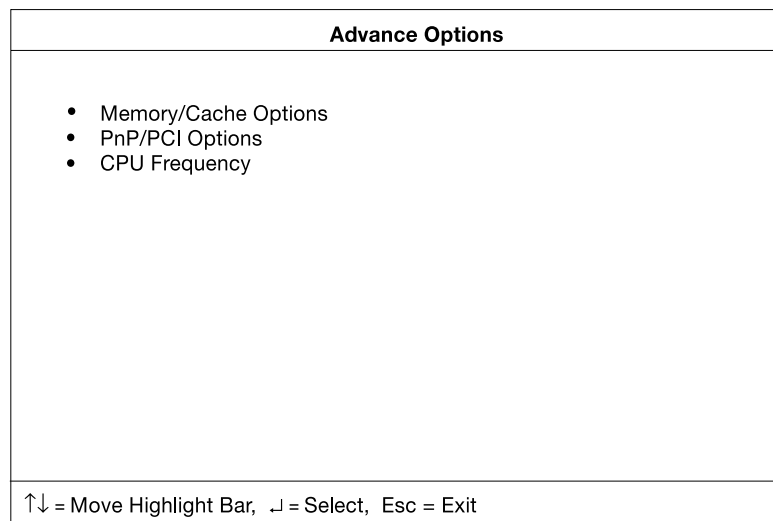 Advance Options
• Memory/Cache Options
• PnP/PCI Options
• CPU Frequency
↑↓ = Move Highlight Bar, ↵ = Select, Esc = Exit